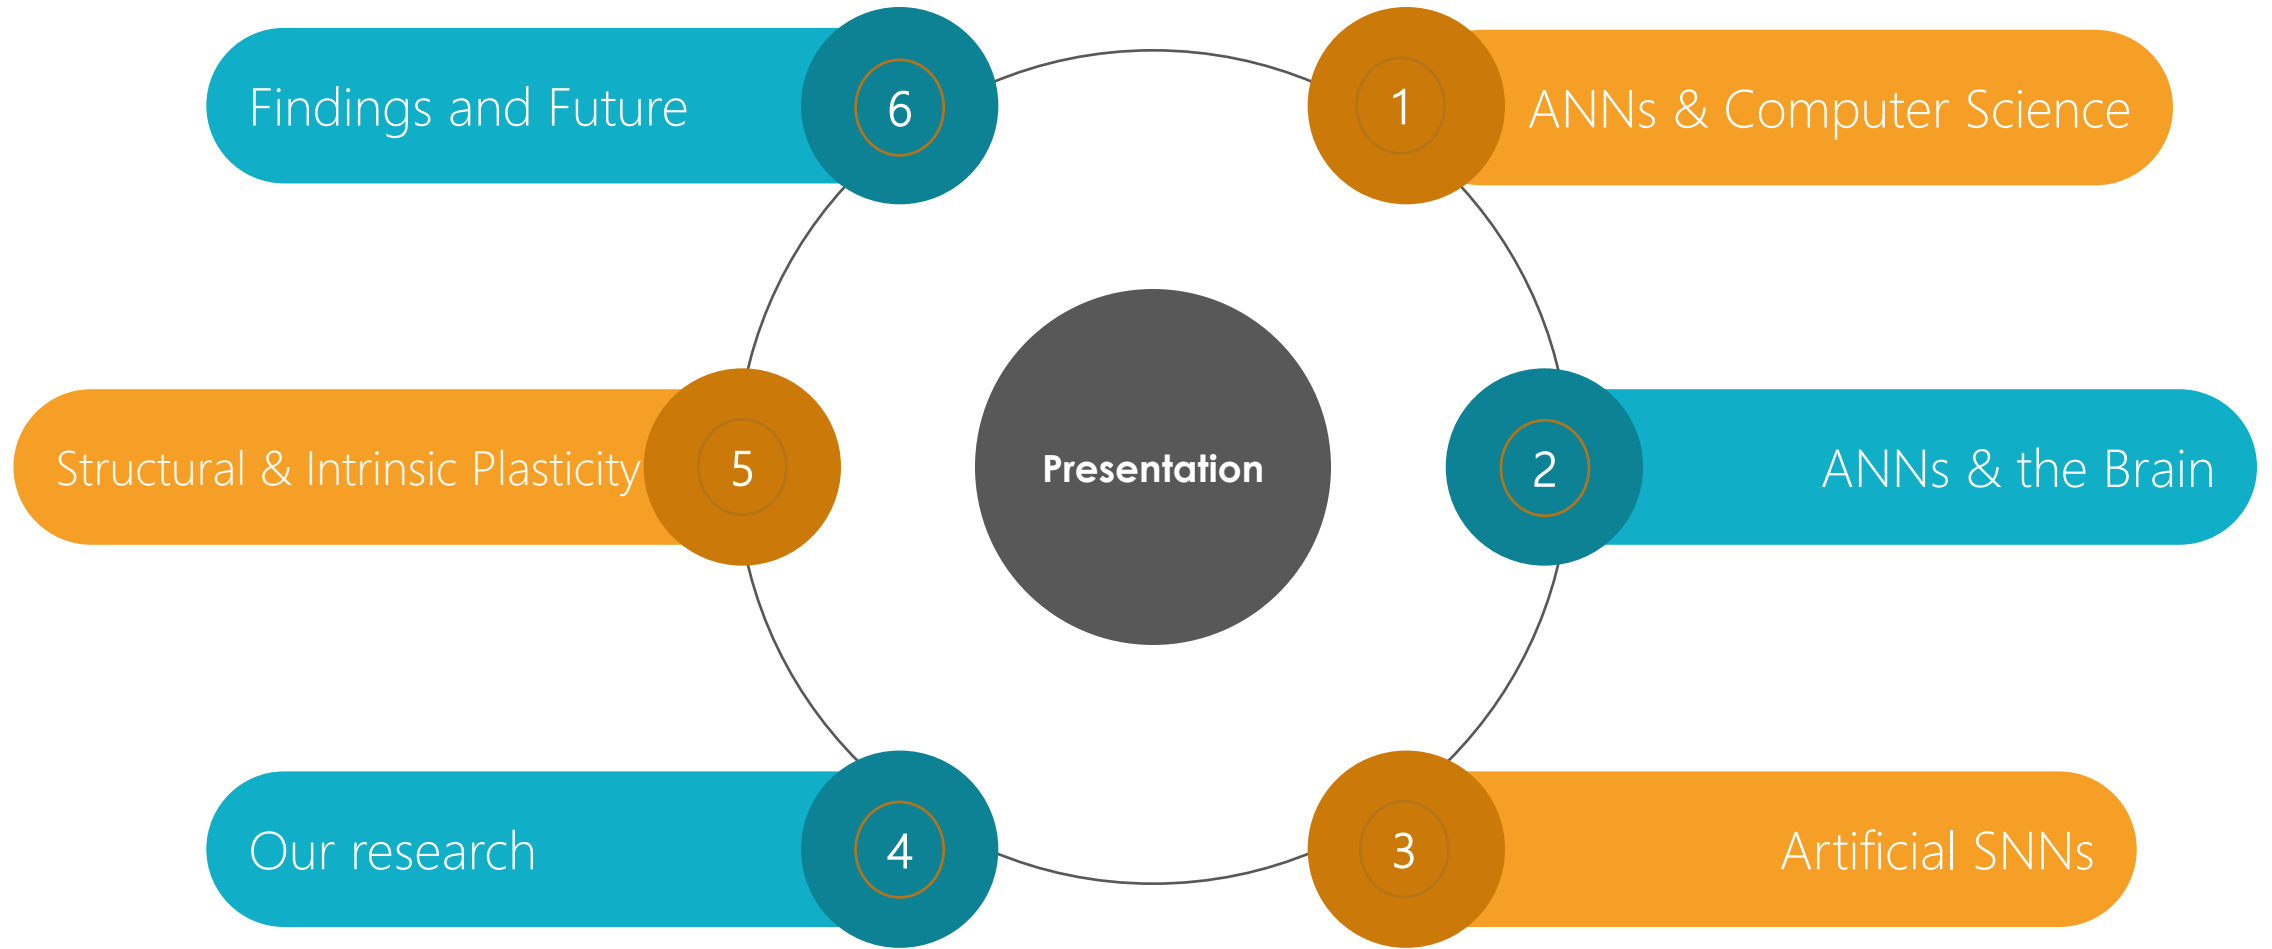 1
ANNs & Computer Science
2
ANNs & the Brain
3
Artificial SNNs
4
Our research
5
Structural & Intrinsic Plasticity
6
Findings and Future
Presentation